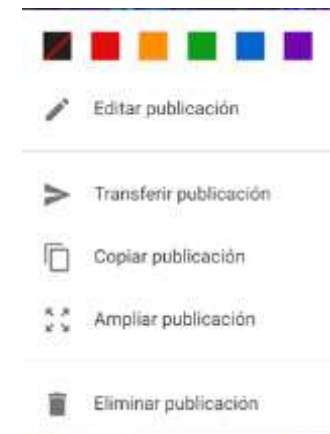 Editar publicación
Transferir publicación
Copiar publicación
Ampliar publicación
Eliminar publicación